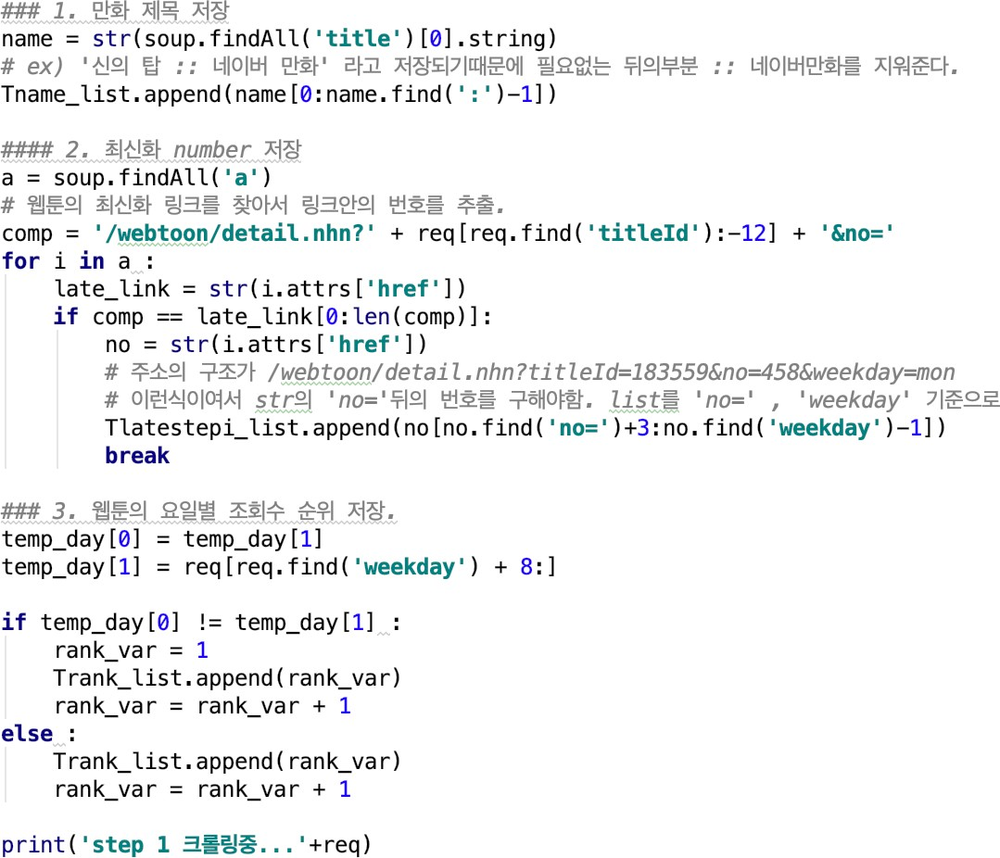 ### 1. 만화 제목 저장
name = str(soup.findAll('title')[0].string)
# ex) '신의 탑 :: 네이버 만화' 라고 저장되기때문에 필요없는 뒤의부분 :: 네이버만화를 지워준다.
Tname_list.append(name[0:name.find(':')-1])
#### 2. 최신화 number 저장
a = soup.findAll('a')
# 웹툰의 최신화 링크를 찾아서 링크안의 번호를 추출.
comp = '/webtoon/detail.nhn?' + req[req.find('titleId'):-12] + '&no='
for i in a :
    late_link = str(i.attrs['href'])
    if comp == late_link[0:len(comp)]:
        no = str(i.attrs['href'])
        # 주소의 구조가 /webtoon/detail.nhn?titleId=183559&no=458&weekday=mon
        # 이런식이여서 str의 'no='뒤의 번호를 구해야함. list를 'no=' , 'weekday' 기준으로
        Tlatestepi_list.append(no[no.find('no=')+3:no.find('weekday')-1])
        break
### 3. 웹툰의 요일별 조회수 순위 저장.
temp_day[0] = temp_day[1]
temp_day[1] = req[req.find('weekday') + 8:]
if temp_day[0] != temp_day[1] :
    rank_var = 1
    Trank_list.append(rank_var)
    rank_var = rank_var + 1
else :
    Trank_list.append(rank_var)
    rank_var = rank_var + 1
print('step 1 크롤링중...'+req)